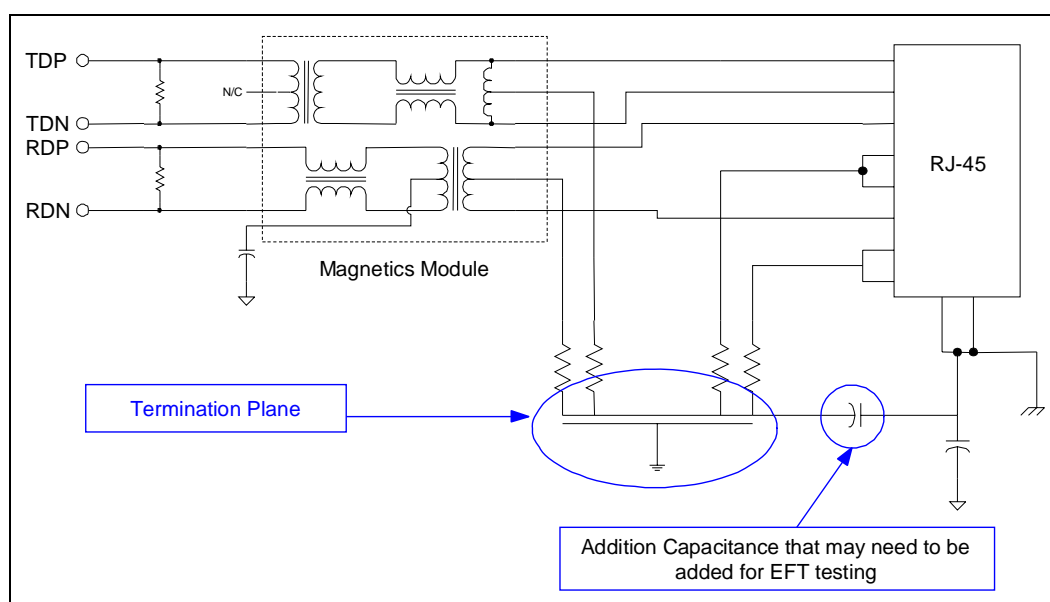 TDP
N/C
TDN
RDP
RDN
RJ-45
Magnetics Module
Termination Plane
Addition Capacitance that may need to be
added for EFT testing